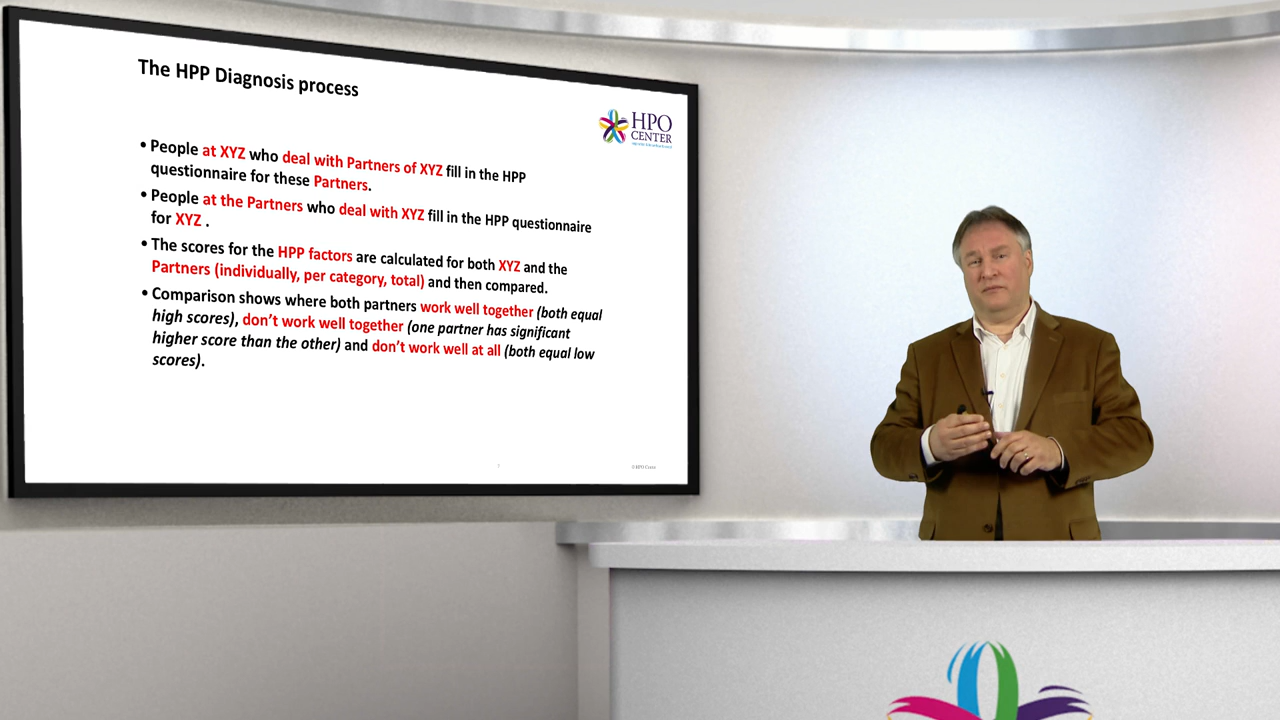 The HPP Diagnosis process
HPO
CENTER
• People at XYZ who deal with Partners of XYZ fill in the HPP
questionnaire for these Partners.
• People at the Partners who deal with XYZ fill in the HPP questionnaire
for XYZ .
• The scores for the HPP factors are calculated for both XYZ and the
Partners (individually, per category, total) and then compared.
• Comparison shows where both partners work well together (both equal
high scores), don’t work well together (one partner has significant
higher score than the other) and don’t work well at all (both equal low
scores).